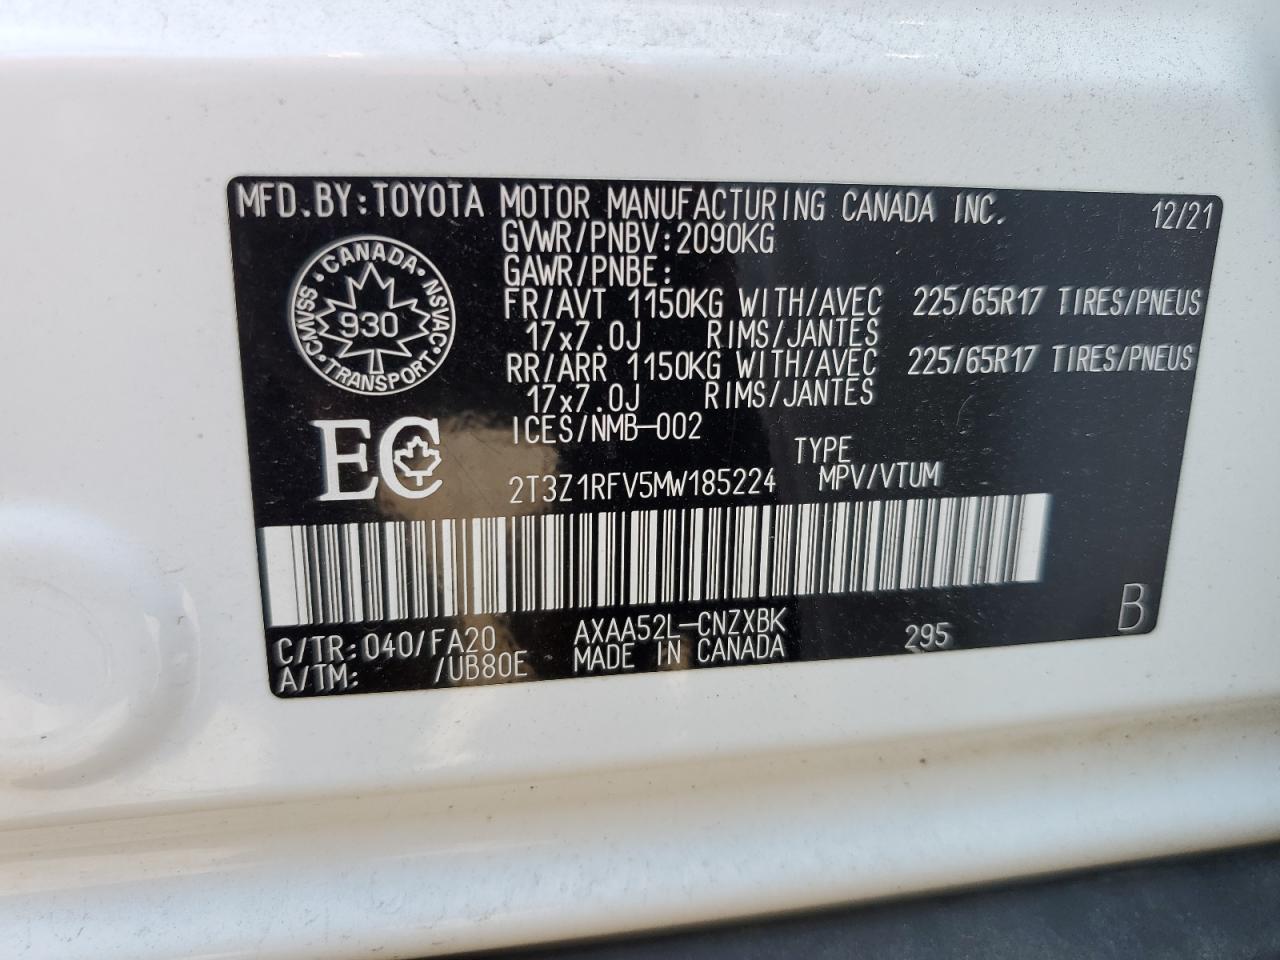 MFD.BY:TOYOTA MOTOR MANUFACTURING CANADA INC. 12/21
GVWR/PNBV:2090KG
GAWR/PNBE:
FR/AVT 1150KG WITH/AVEC 225/65R17 TIRES/PNEUS
17x7.0J RIMS/JANTES
RR/ARR 1150KG WITH/AVEC 225/65R17 TIRES/PNEUS
17x7.0J RIMS/JANTES
ICES/NMB-002
CANADA · NSVAC · TRANSPORT · CMVSS ·
930
EC
TYPE
2T3Z1RFV5MW185224 MPV/VTUM
C/TR:040/FA20 AXAA52L-CNZXBK 295 B
A/TM: /UB80E MADE IN CANADA